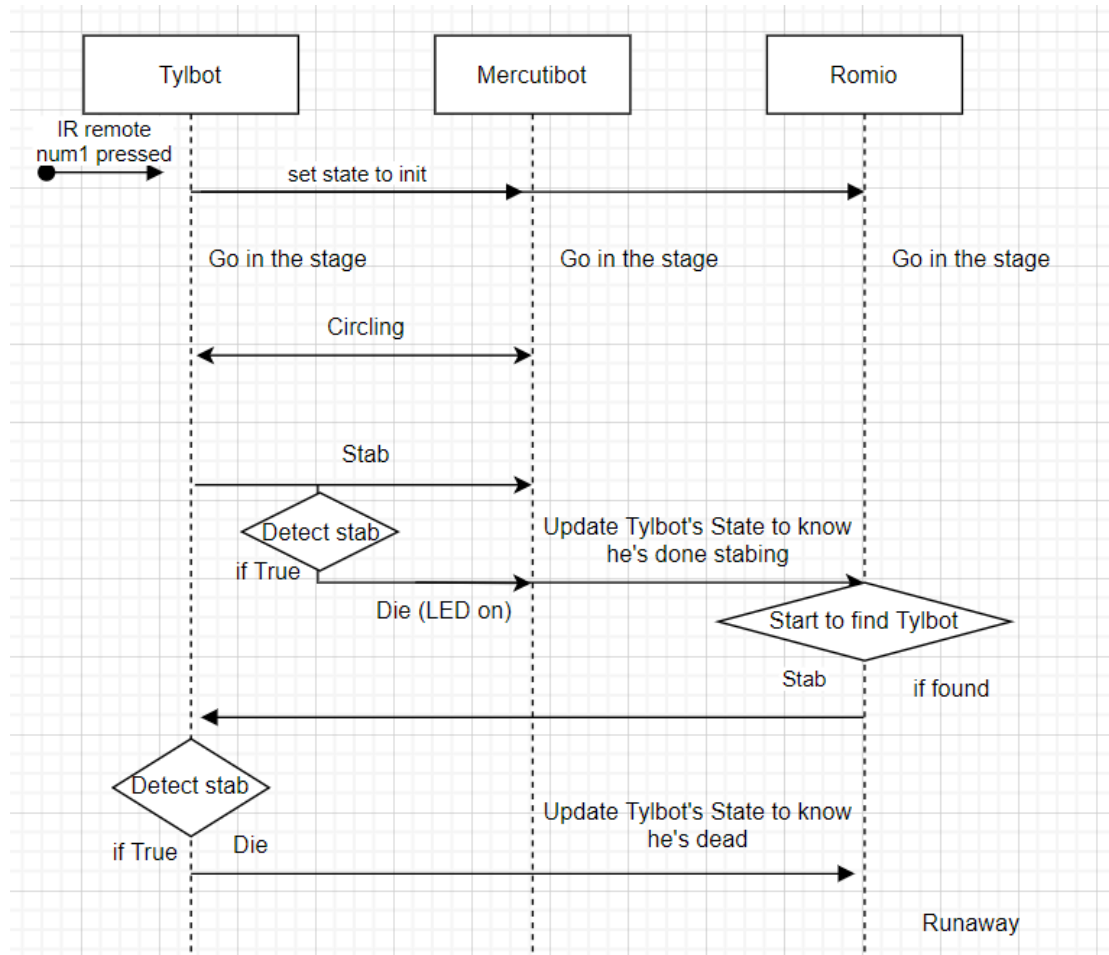 Tylbot
Mercutibot
Romio
IR remote
num1 pressed
set state to init
Go in the stage
Go in the stage
Go in the stage
Circling
Stab
Detect stab
Update Tylbot's State to know
he's done stabing
if True
Die (LED on)
Start to find Tylbot
Stab
if found
Detect stab
Update Tylbot's State to know
he's dead
if True
Die
Runaway